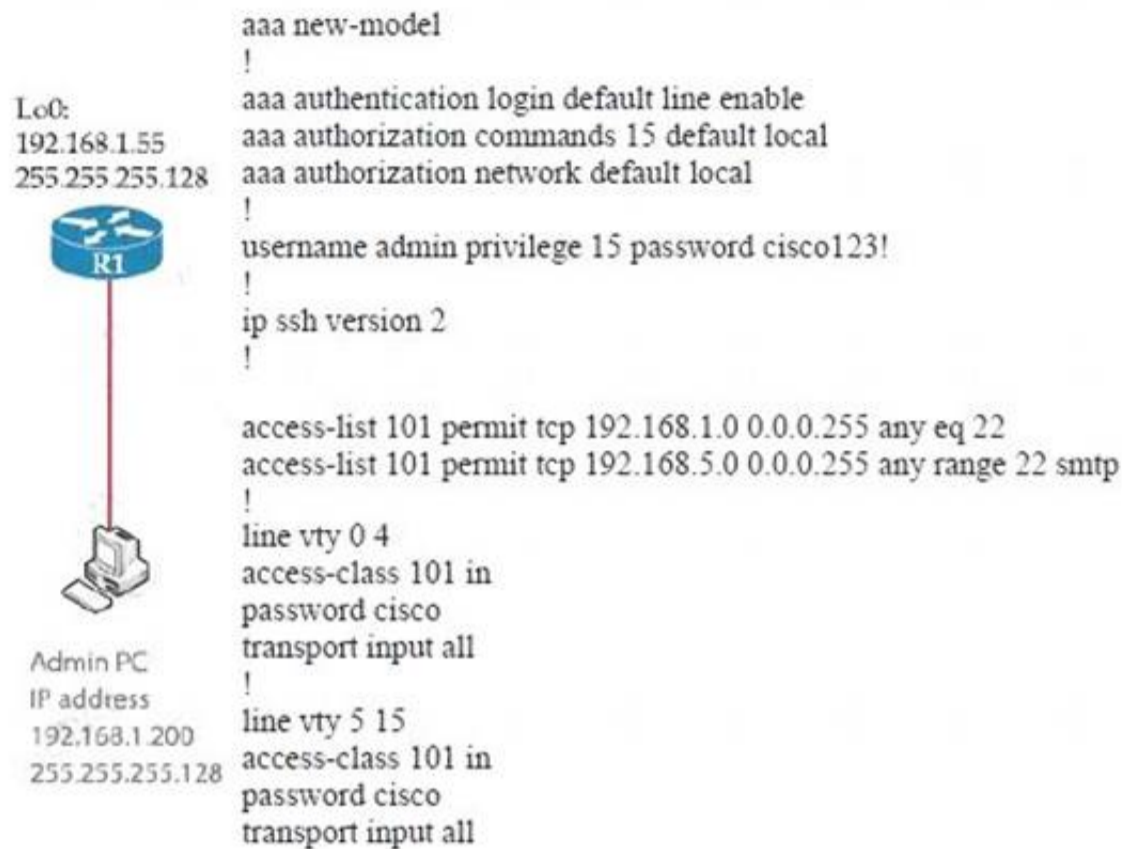 aaa new-model
!
aaa authentication login default line enable
aaa authorization commands 15 default local
aaa authorization network default local
!
username admin privilege 15 password cisco123!
!
ip ssh version 2
!
access-list 101 permit tcp 192.168.1.0 0.0.0.255 any eq 22
access-list 101 permit tcp 192.168.5.0 0.0.0.255 any range 22 smtp
!
line vty 0 4
access-class 101 in
password cisco
transport input all
!
line vty 5 15
access-class 101 in
password cisco
transport input all
Lo0:
192.168.1.55
255.255 255.128
R1
Admin PC
IP address
192.168.1.200
255.255.255.128